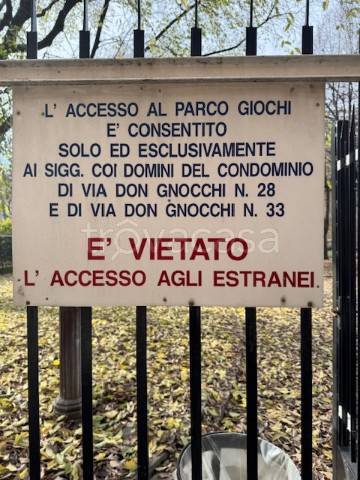 L' ACCESSO AL PARCO GIOCHI
E' CONSENTITO
SOLO ED ESCLUSIVAMENTE
AI SIGG. COI DOMINI DEL CONDOMINIO
DI VIA DON GNOCCHI N. 28
E DI VIA DON GNOCCHI N. 33
trovacasa
E' VIETATO
L' ACCESSO AGLI ESTRANEI